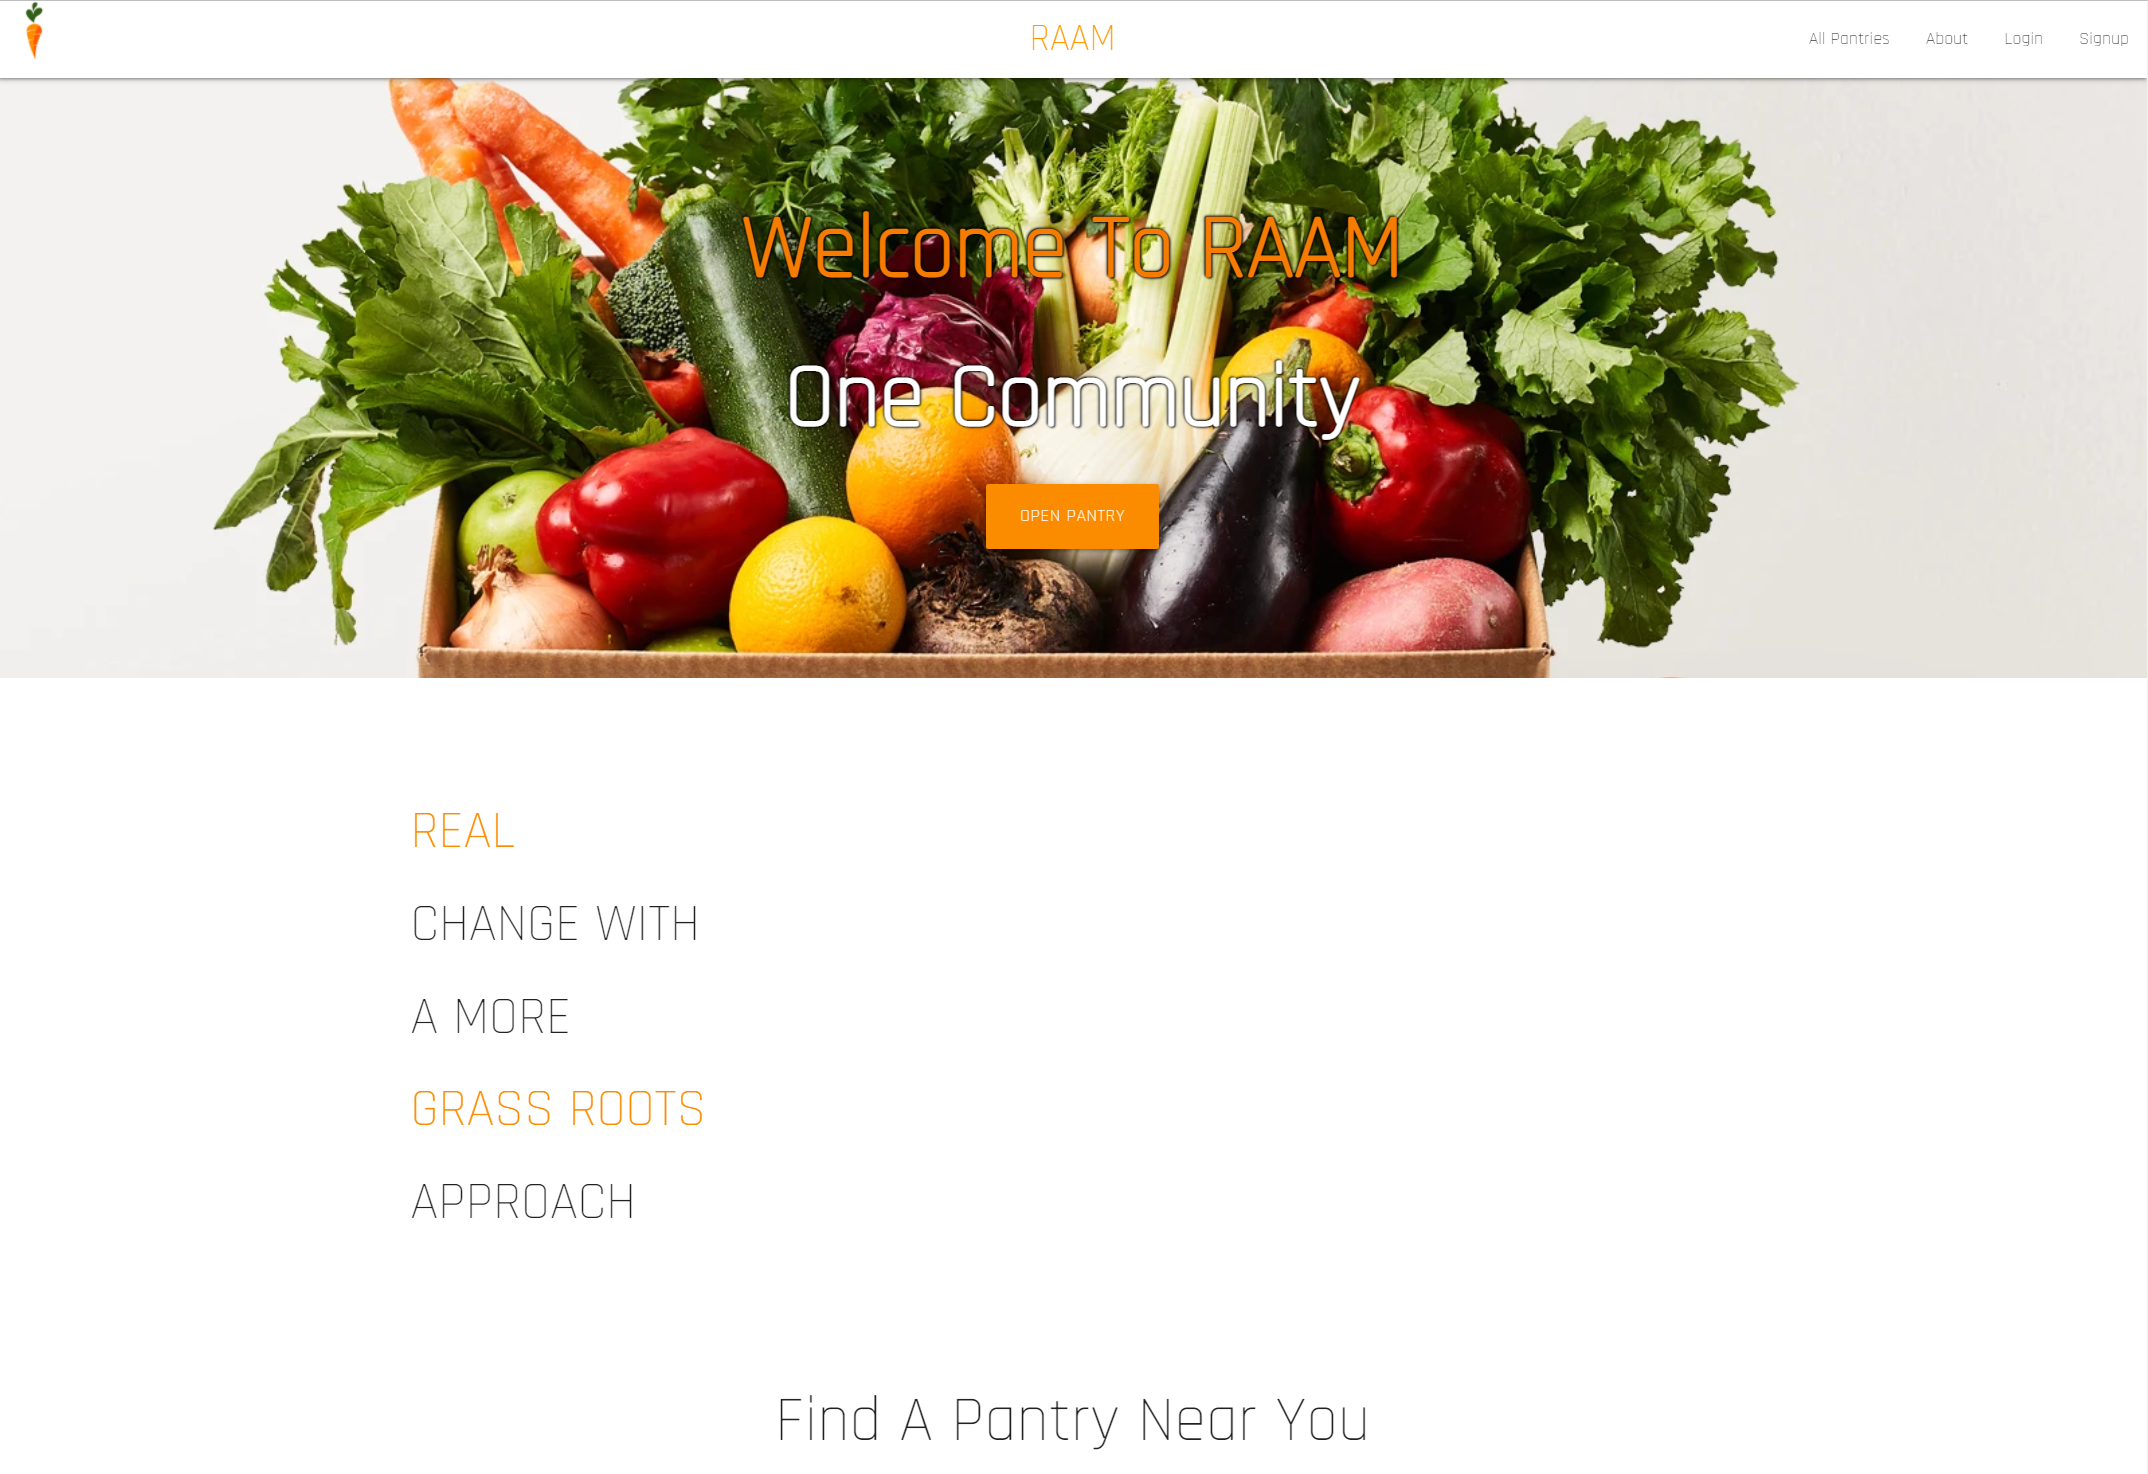 RAAM
All Pantries
About
Login
Signup
Welcome To RAAM
One Community
OPEN PANTRY
REAL
CHANGE WITH
A MORE
GRASS ROOTS
APPROACH
Find A Pantry Near You